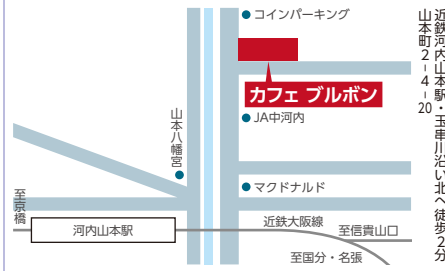 近鉄河内山本駅・玉串川沿い北へ徒歩2分
山本町2-4-20
コインパーキング
カフェ ブルボン
JA中河内
山本八幡宮
マクドナルド
至京橋
河内山本駅
近鉄大阪線
至信貴山口
至国分・名張